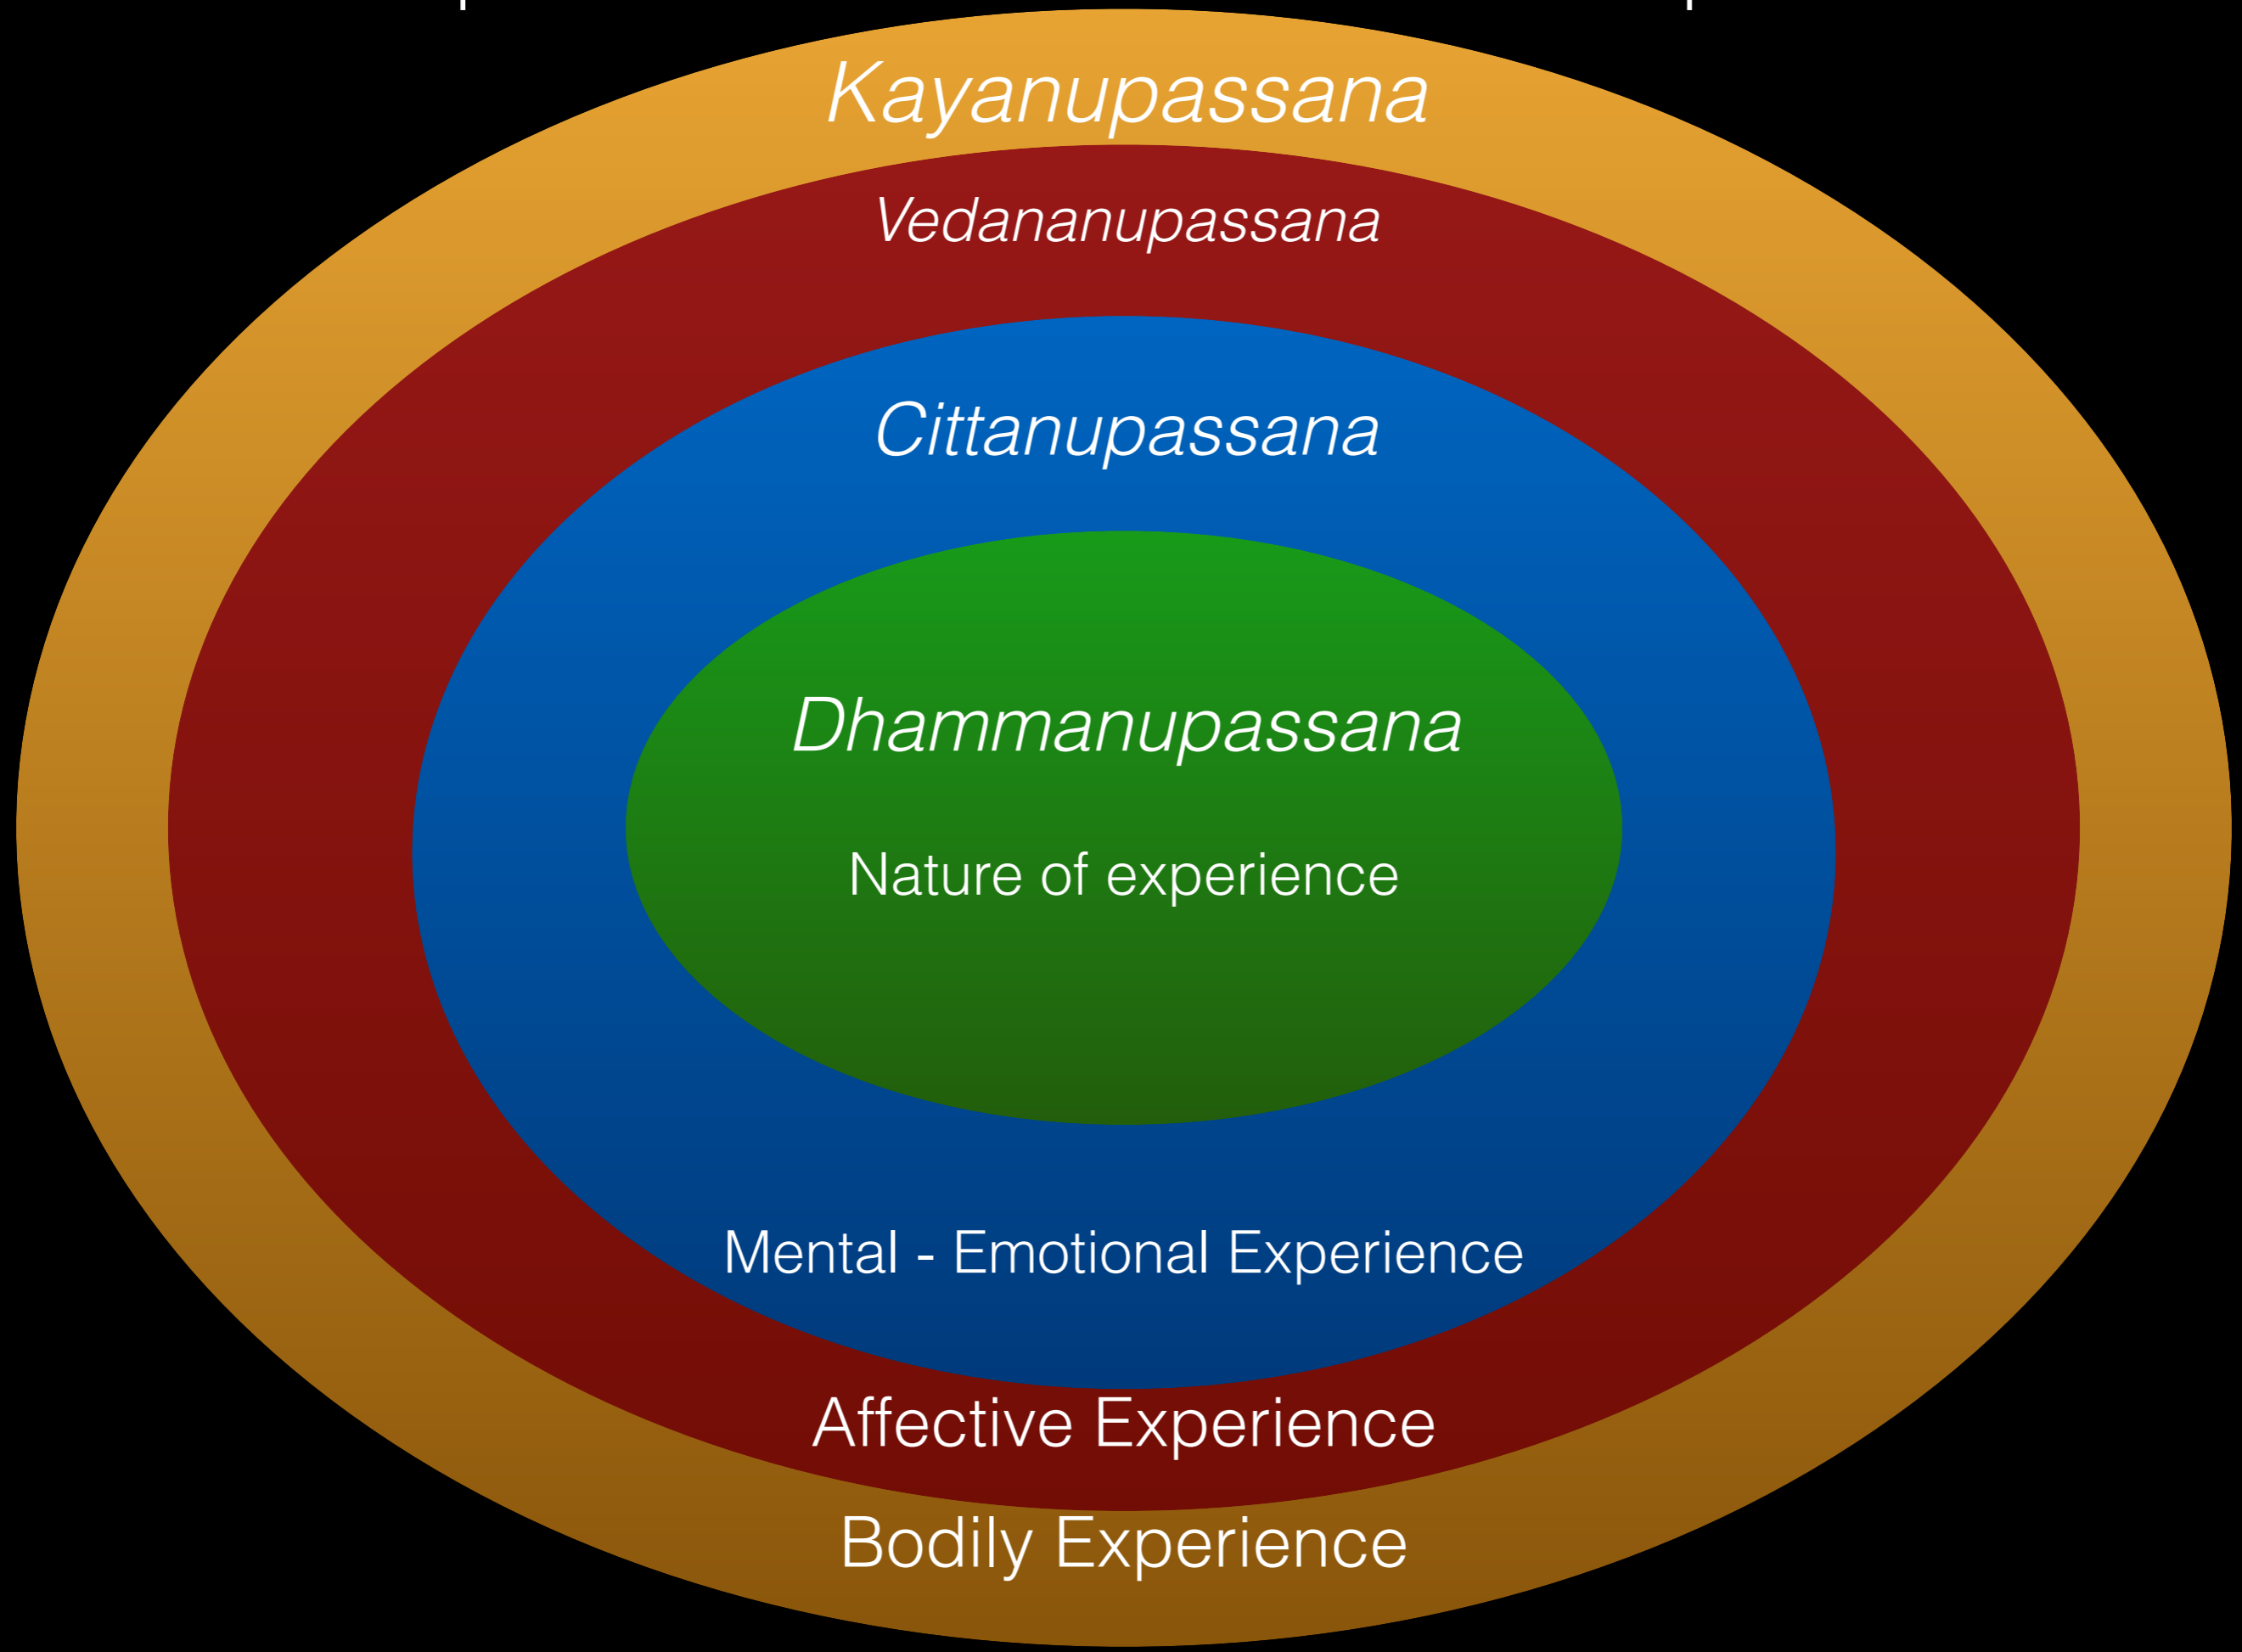 Kayanupassana
Vedananupassana
Cittanupassana
Dhammanupassana
Nature of experience
Mental - Emotional Experience
Affective Experience
Bodily Experience